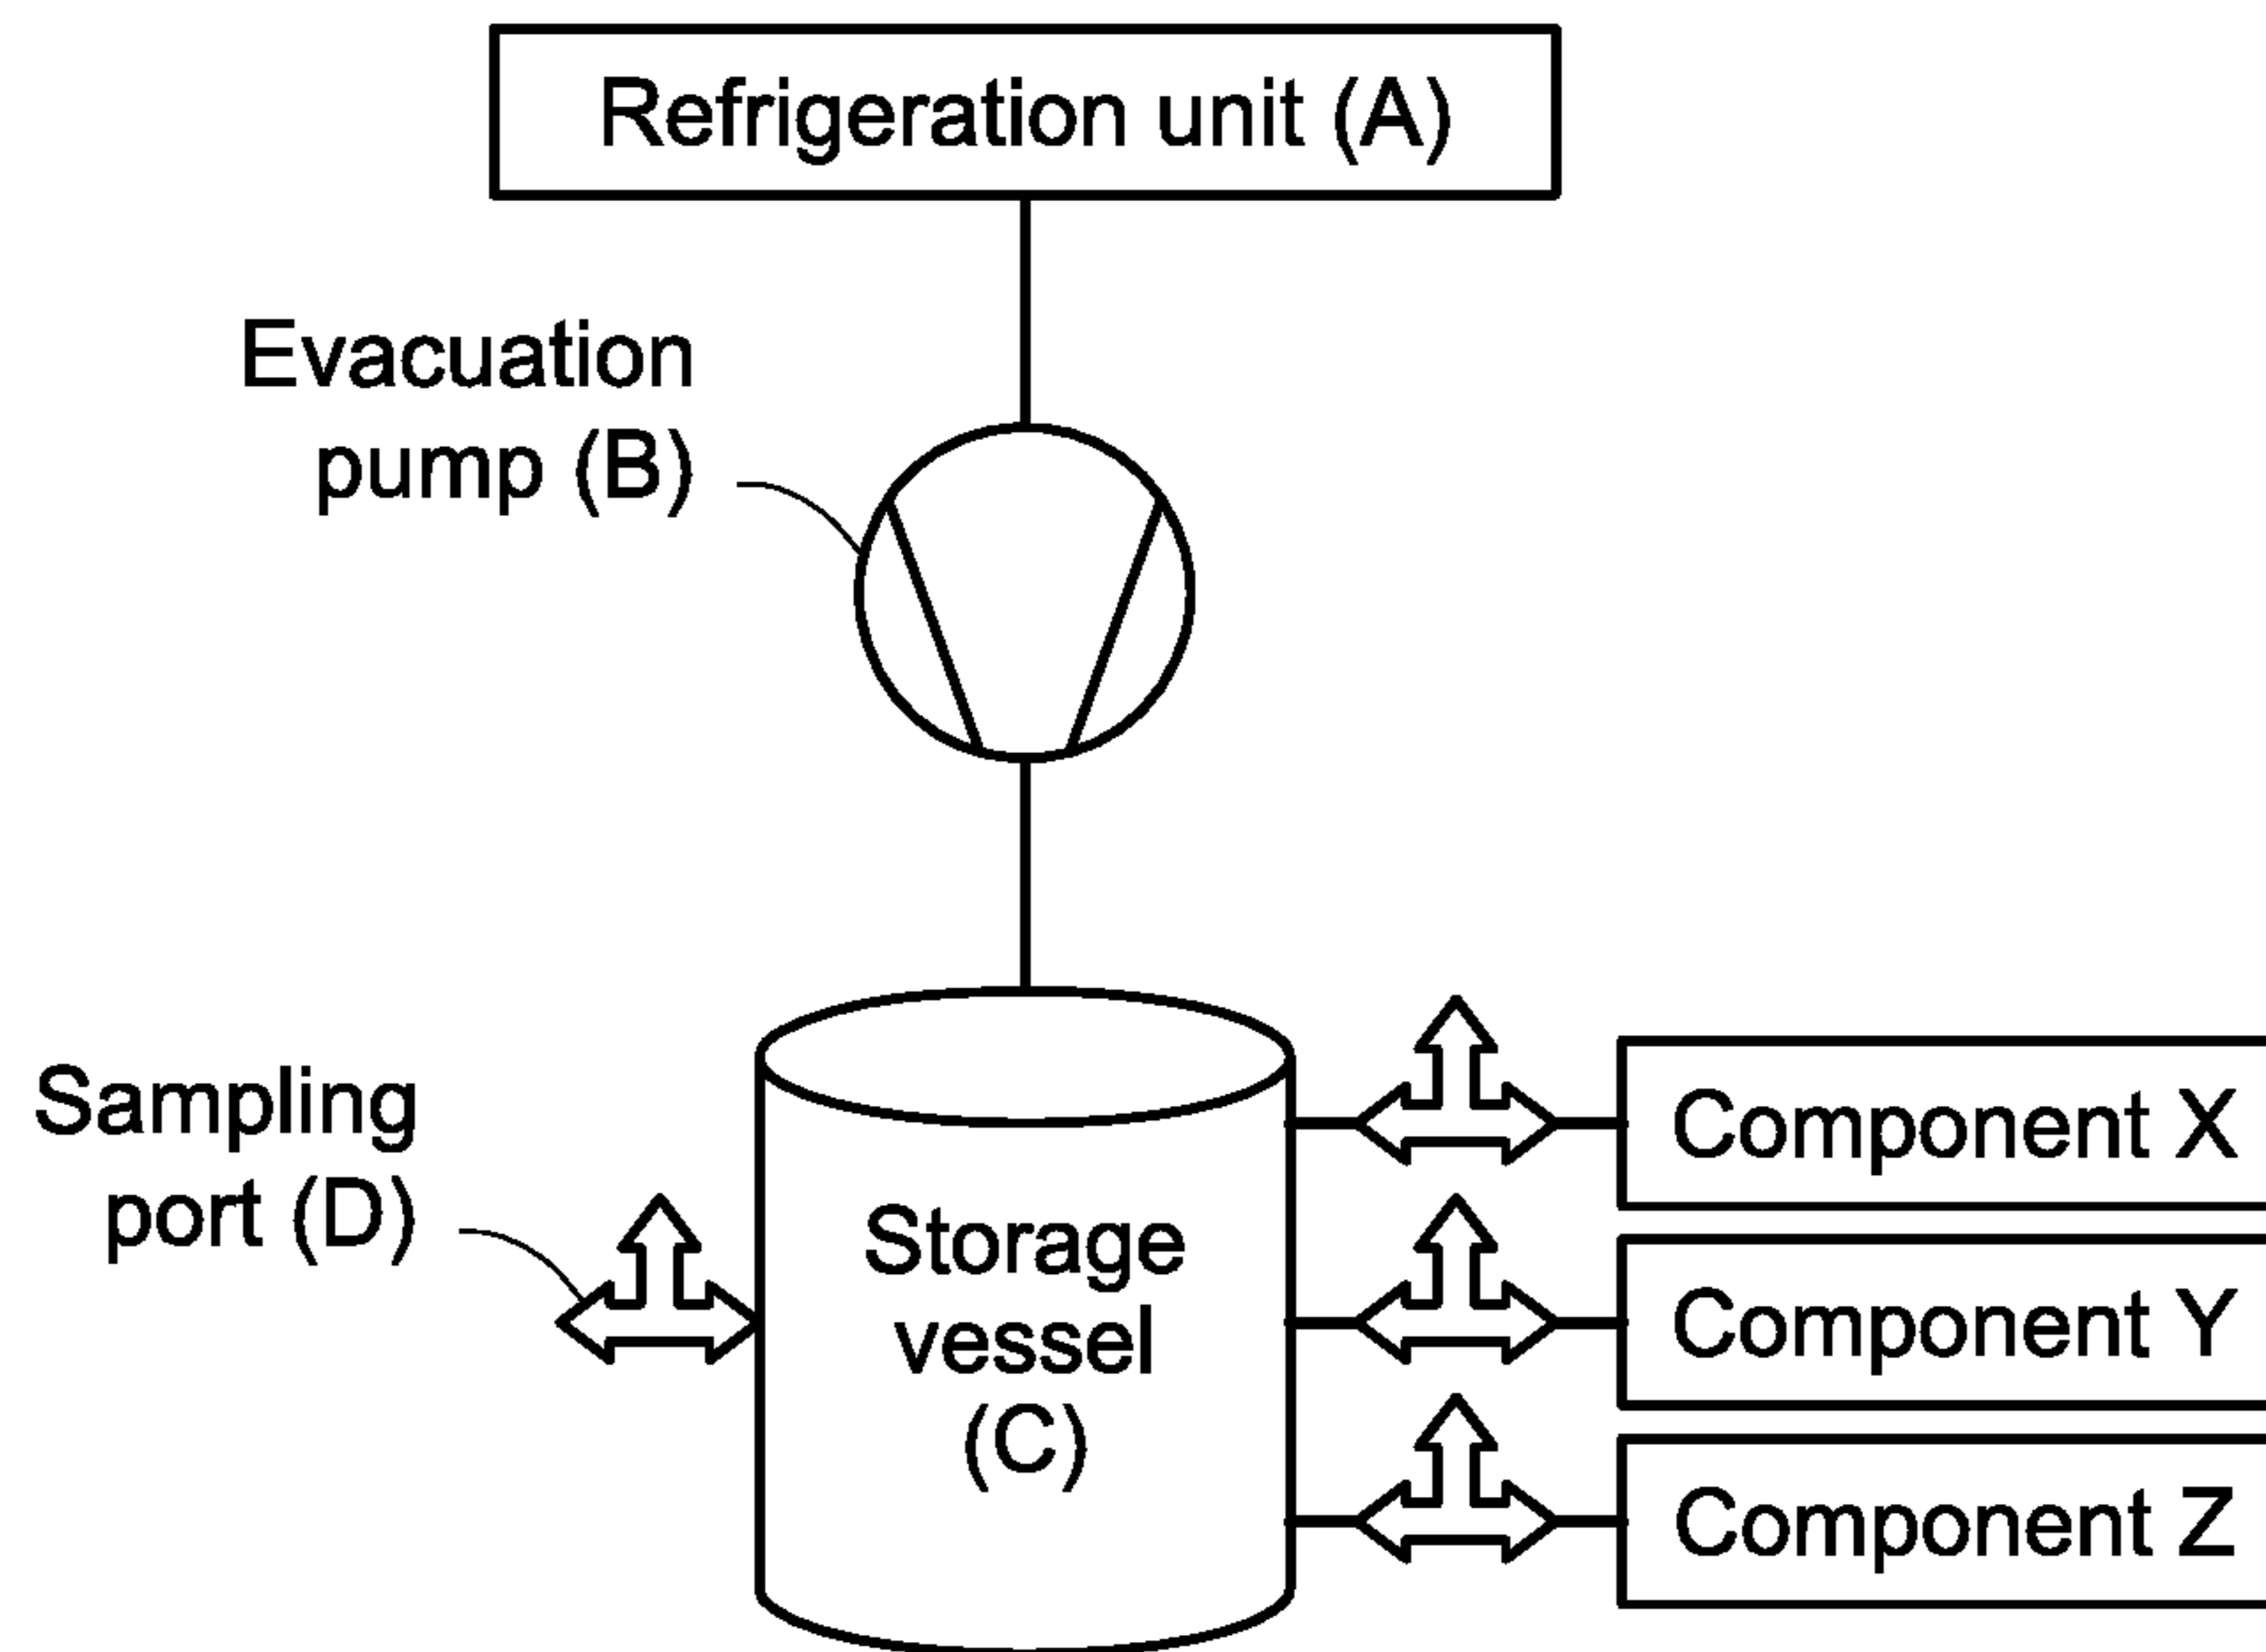 Refrigeration unit (A)
Evacuation
pump (B)
Sampling
port (D)
Storage
vessel
(C)
Component X
Component Y
Component Z